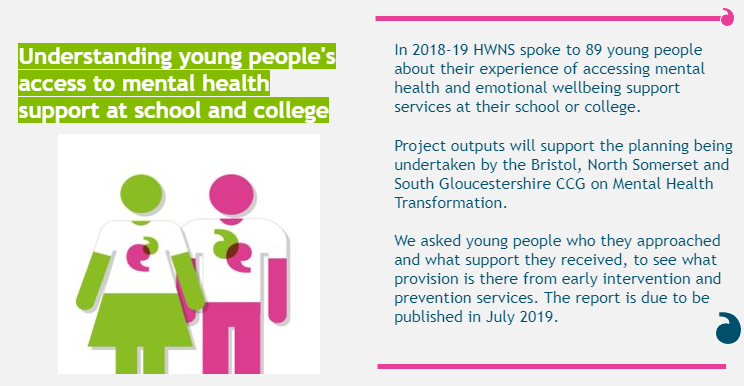 Understanding young people's
access to mental health
support at school and college
In 2018-19 HWNS spoke to 89 young people
about their experience of accessing mental
health and emotional wellbeing support
services at their school or college.
Project outputs will support the planning being
undertaken by the Bristol, North Somerset and
South Gloucestershire CCG on Mental Health
Transformation.
We asked young people who they approached
and what support they received, to see what
provision is there from early intervention and
prevention services. The report is due to be
published in July 2019.